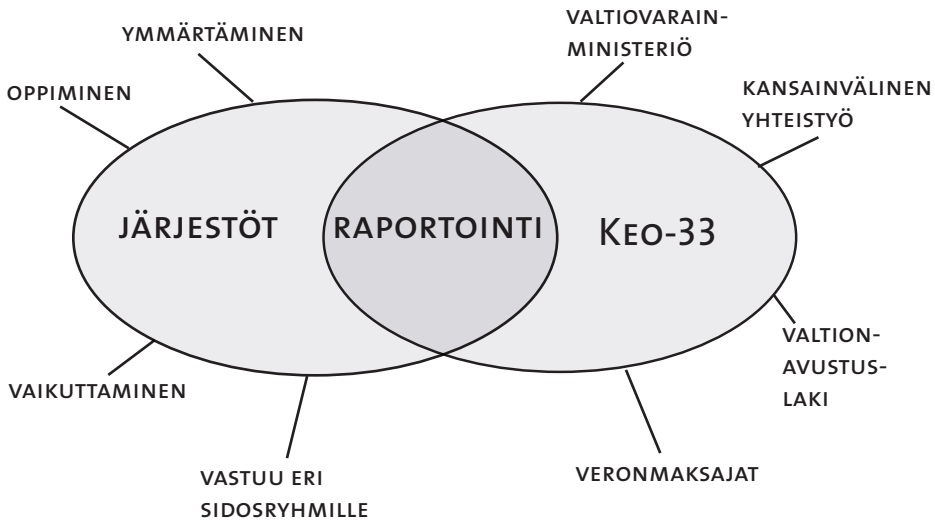 YMMÄRTÄMINEN
VALTIOVARAIN-
MINISTERIÖ
OPPIMINEN
KANSAINVÄLINEN
YHTEISTYÖ
JÄRJESTÖT
RAPORTOINTI
KEO-33
VALTION-
AVUSTUS-
LAKI
VAIKUTTAMINEN
VASTUU ERI
SIDOSRYHMILLE
VERONMAKSAJAT